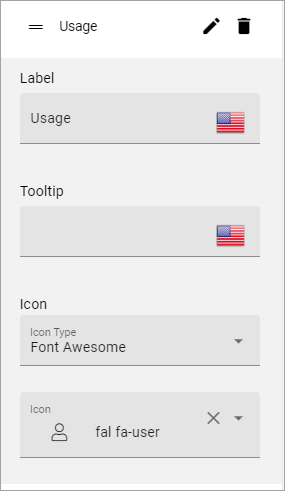 Usage
Label
Usage
Tooltip
Icon
Icon Type
Font Awesome
Icon
fal fa-user